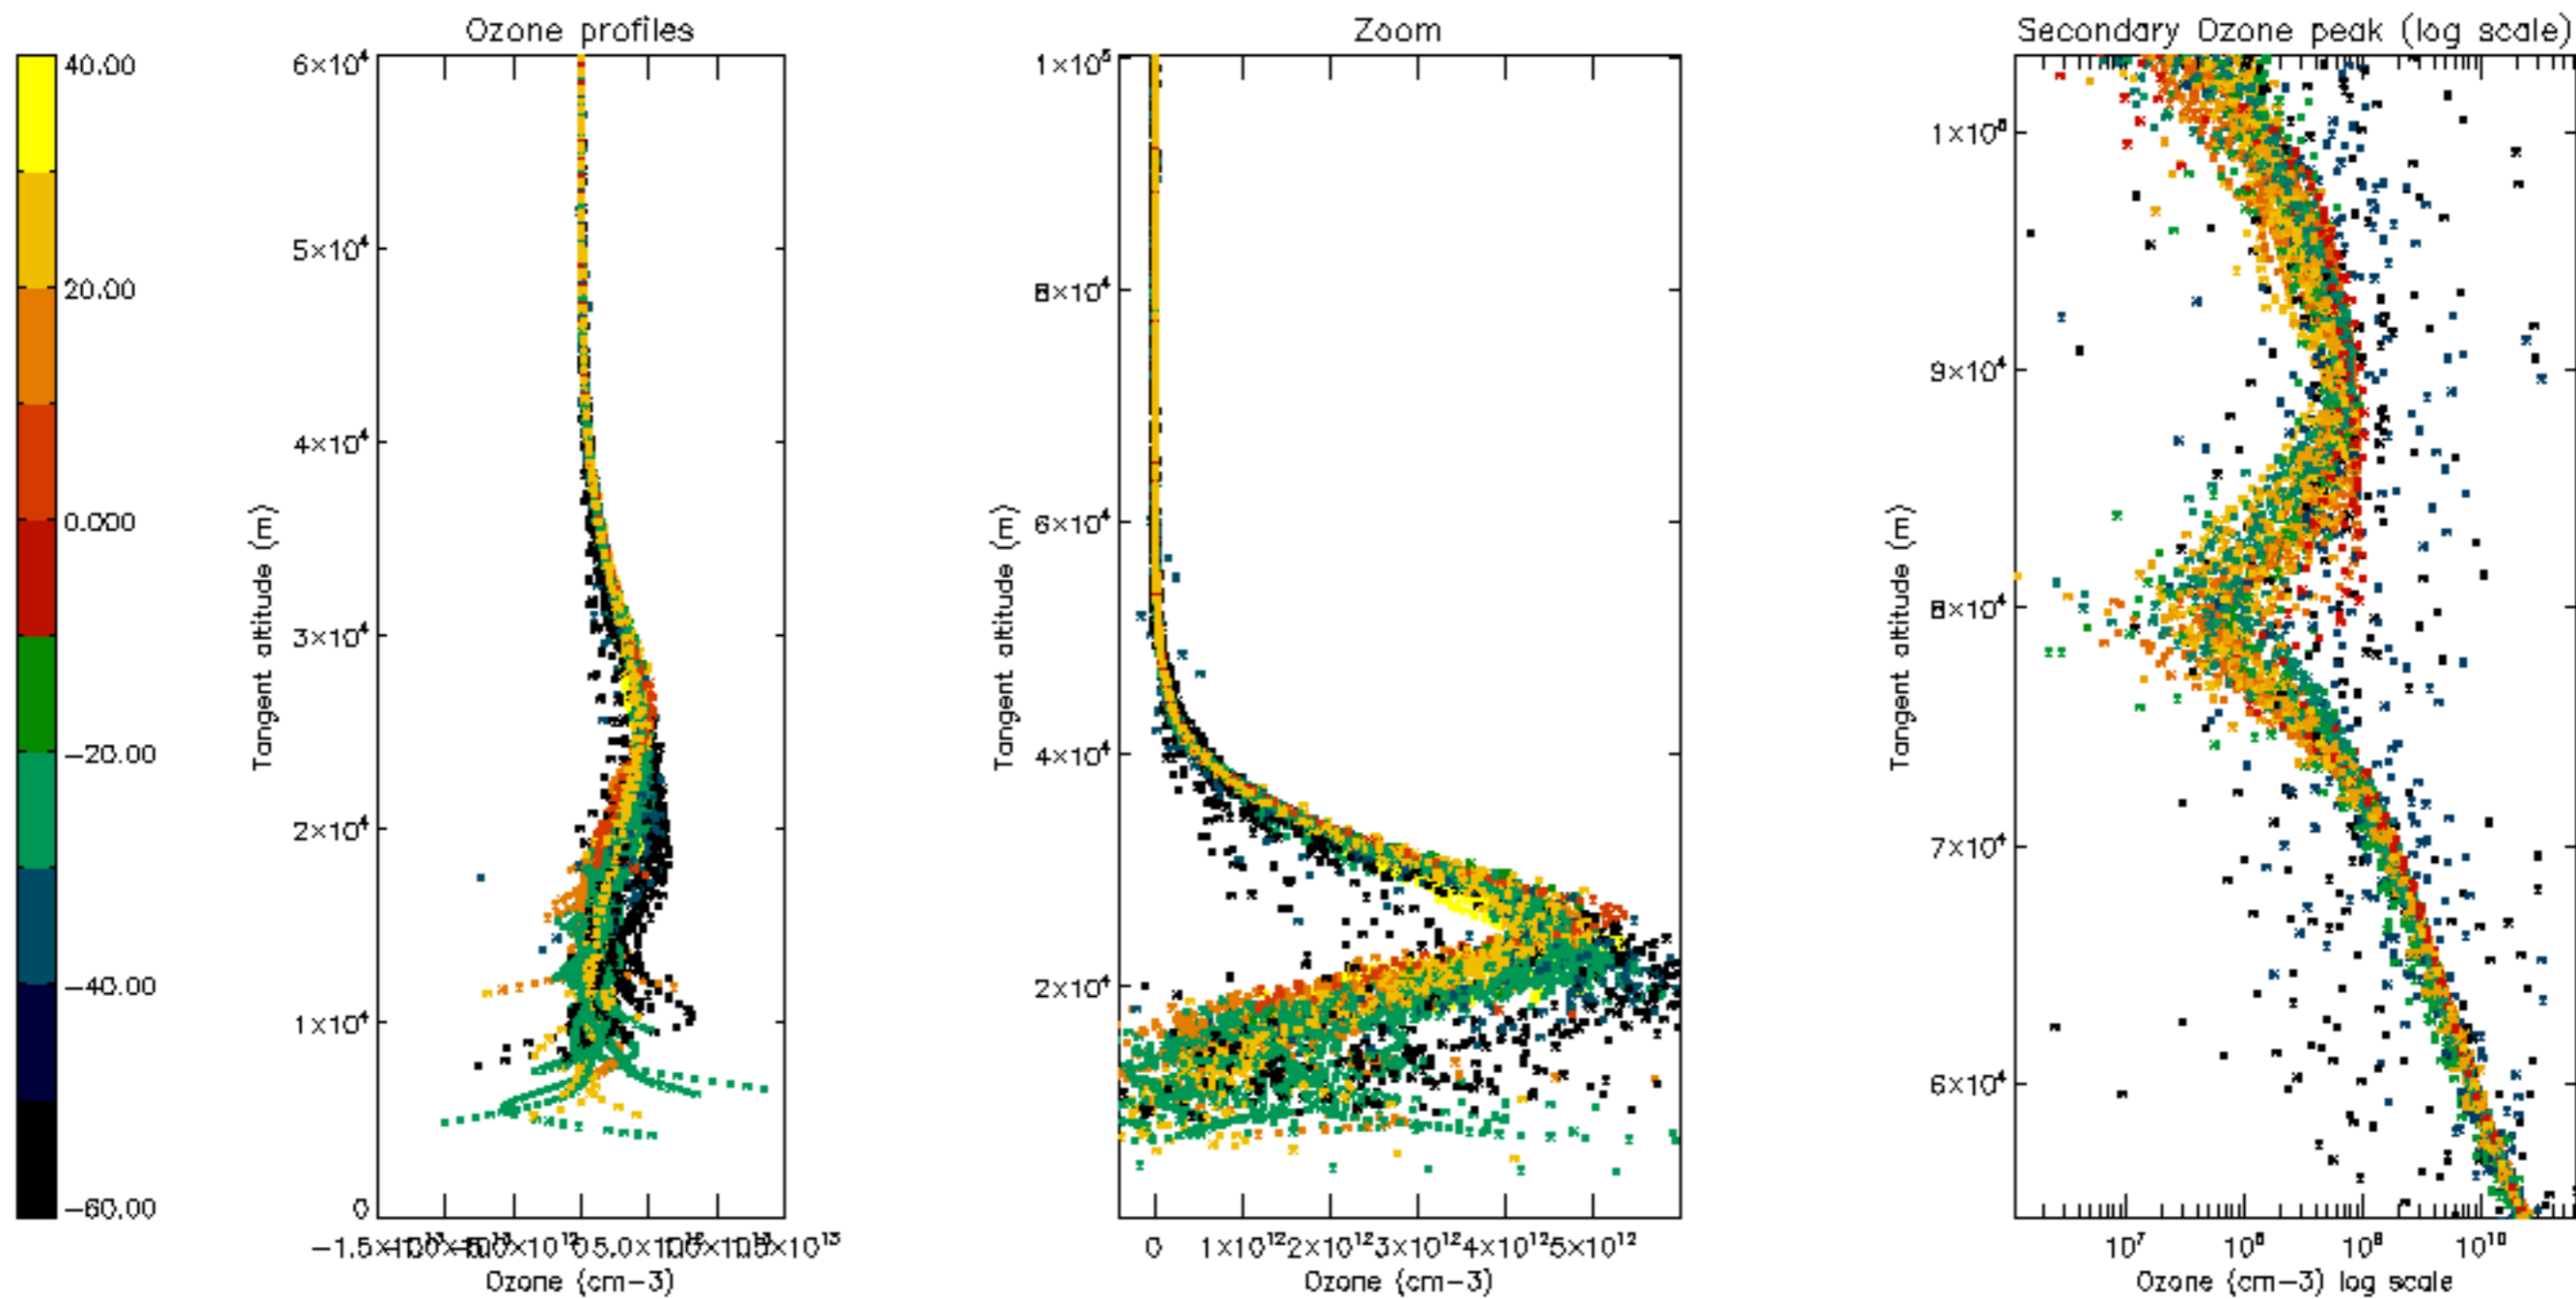 Ozone profiles
Zoom
Secondary Ozone peak (log scale)
40.00
20.00
0.000
−20.00
−40.00
−60.00
6×10⁴
5×10⁴
4×10⁴
3×10⁴
2×10⁴
1×10⁴
0
Tangent altitude (m)
Ozone (cm−3)
1×10⁵
8×10⁴
6×10⁴
4×10⁴
2×10⁴
Tangent altitude (m)
0 1×10¹² 2×10¹² 3×10¹² 4×10¹² 5×10¹²
Ozone (cm−3)
9×10⁴
8×10⁴
7×10⁴
6×10⁴
Tangent altitude (m)
10⁷ 10⁸ 10⁹ 10¹⁰
Ozone (cm−3) log scale